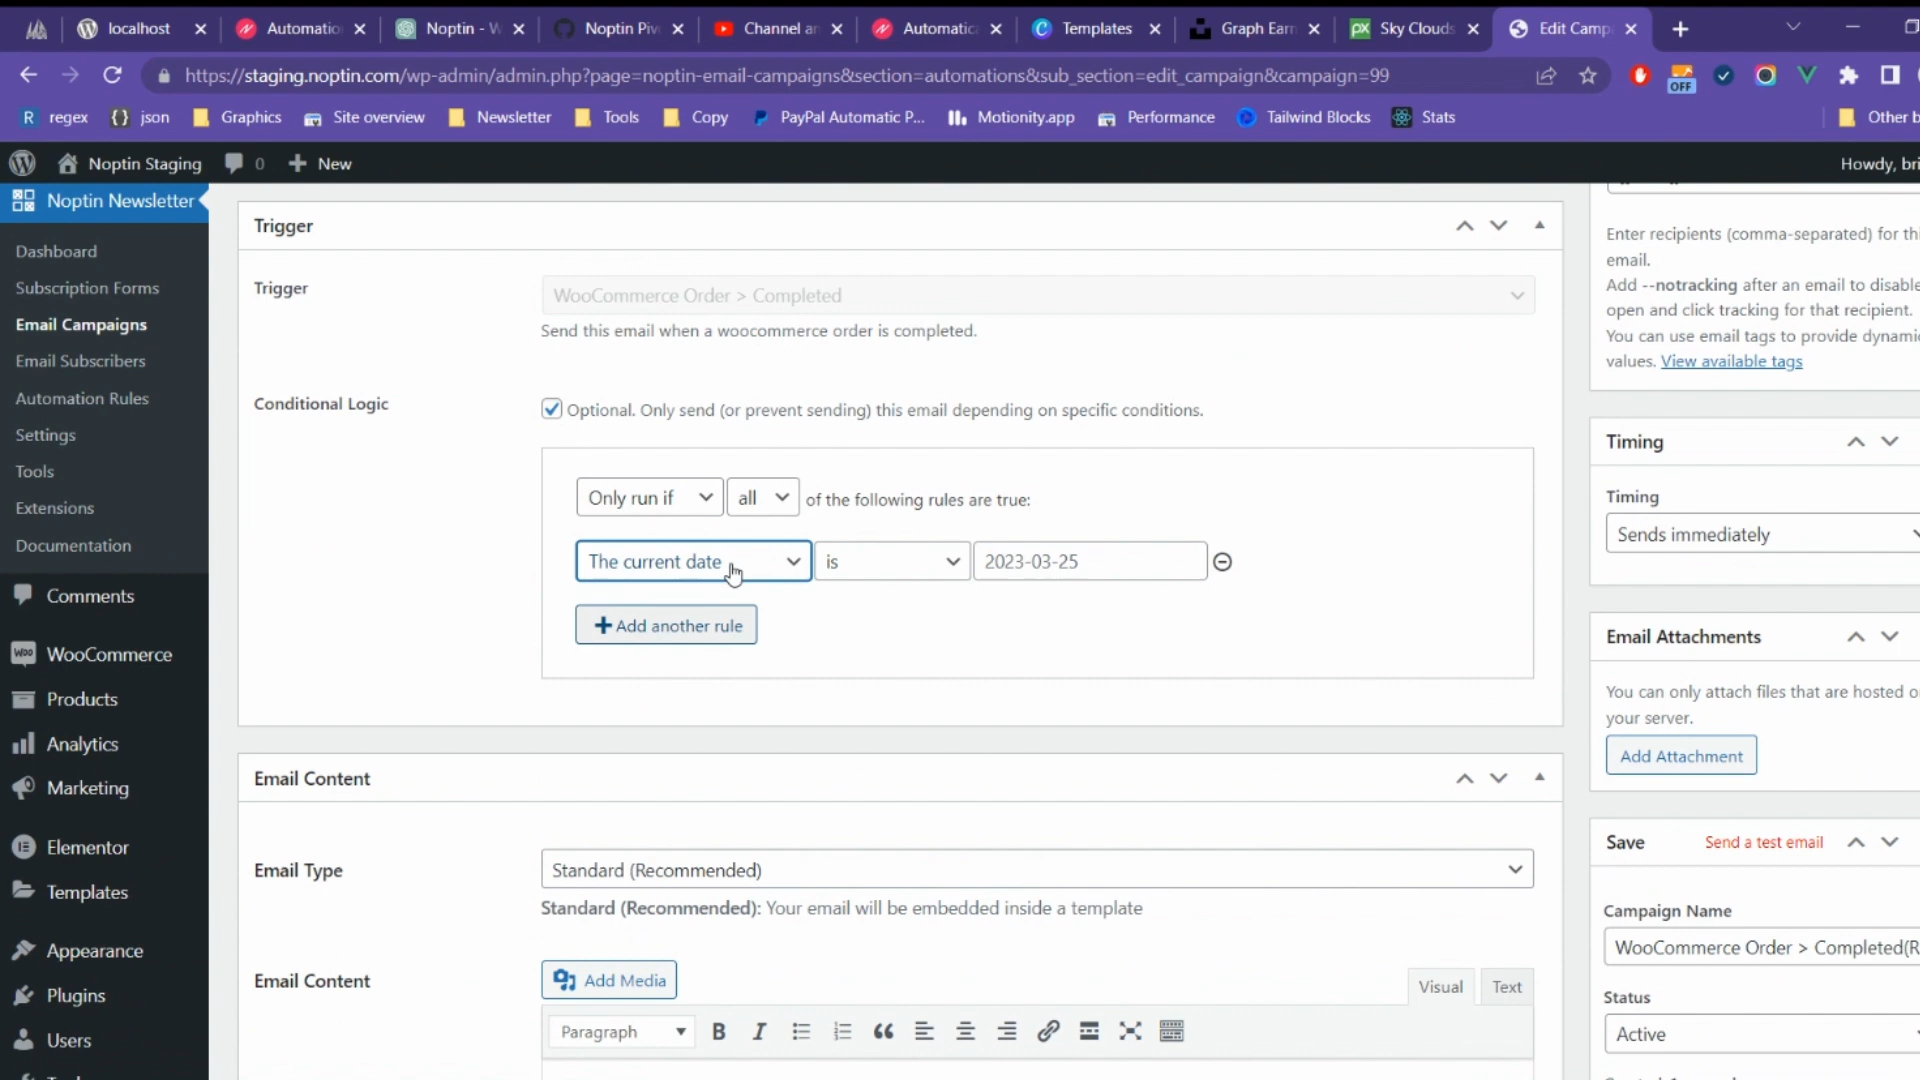 localhost
Automatio
Noptin - W
Noptin Piv
Channel an
Automatic
Templates
Graph Earn
Sky Clouds
Edit Camp
https://staging.noptin.com/wp-admin/admin.php?page=noptin-email-campaigns&section=automations&sub_section=edit_campaign&campaign=99
OFF
R regex
{} json
Graphics
Site overview
Newsletter
Tools
Copy
PayPal Automatic P...
Motionity.app
Performance
Tailwind Blocks
Stats
Other b
Noptin Staging
0
New
Howdy, bri
Noptin Newsletter
Dashboard
Subscription Forms
Email Campaigns
Email Subscribers
Automation Rules
Settings
Tools
Extensions
Documentation
Comments
WooCommerce
Products
Analytics
Marketing
Elementor
Templates
Appearance
Plugins
Users
Trigger
Trigger
WooCommerce Order > Completed
Send this email when a woocommerce order is completed.
Conditional Logic
Optional. Only send (or prevent sending) this email depending on specific conditions.
Only run if all of the following rules are true:
The current date is 2023-03-25
Add another rule
Email Content
Email Type
Standard (Recommended)
Standard (Recommended): Your email will be embedded inside a template
Email Content
Add Media
Visual Text
Paragraph B I
Enter recipients (comma-separated) for thi
email.
Add --notracking after an email to disable
open and click tracking for that recipient.
You can use email tags to provide dynamic
values. View available tags
Timing
Timing
Sends immediately
Email Attachments
You can only attach files that are hosted o
your server.
Add Attachment
Save Send a test email
Campaign Name
WooCommerce Order > Completed(R
Status
Active